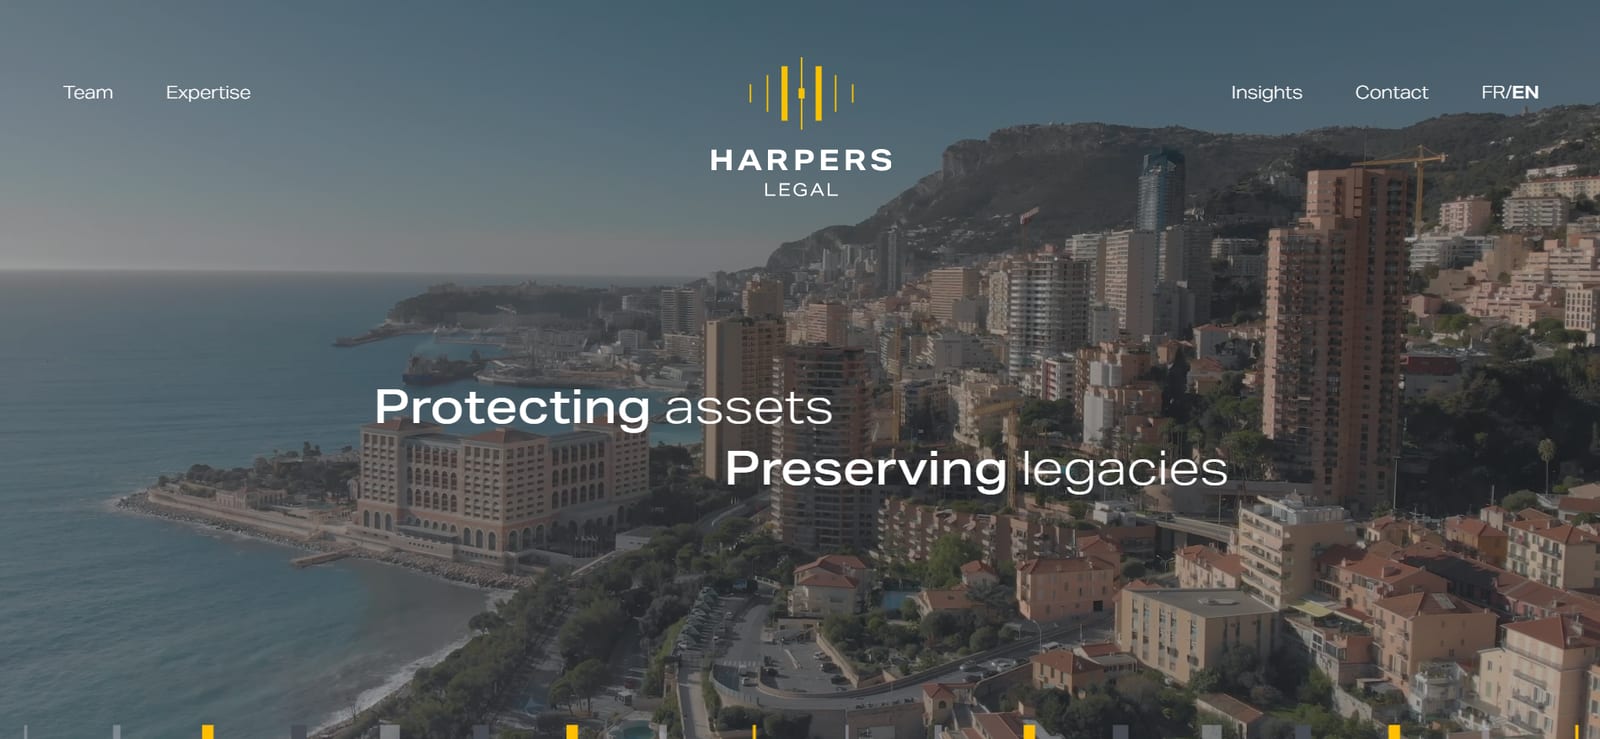 Team
Expertise
HARPERS
LEGAL
Insights
Contact
FR/EN
Protecting assets
Preserving legacies